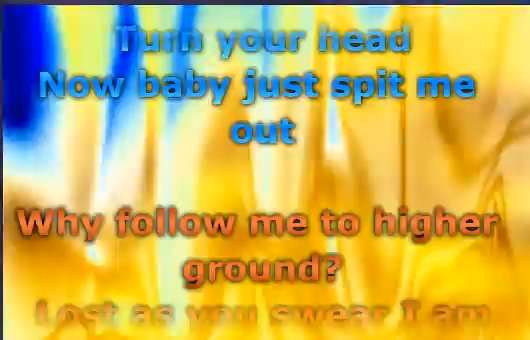 Turn your head
Now baby just spit me
out
Why follow me to higher
ground?
Lost as you swear I am